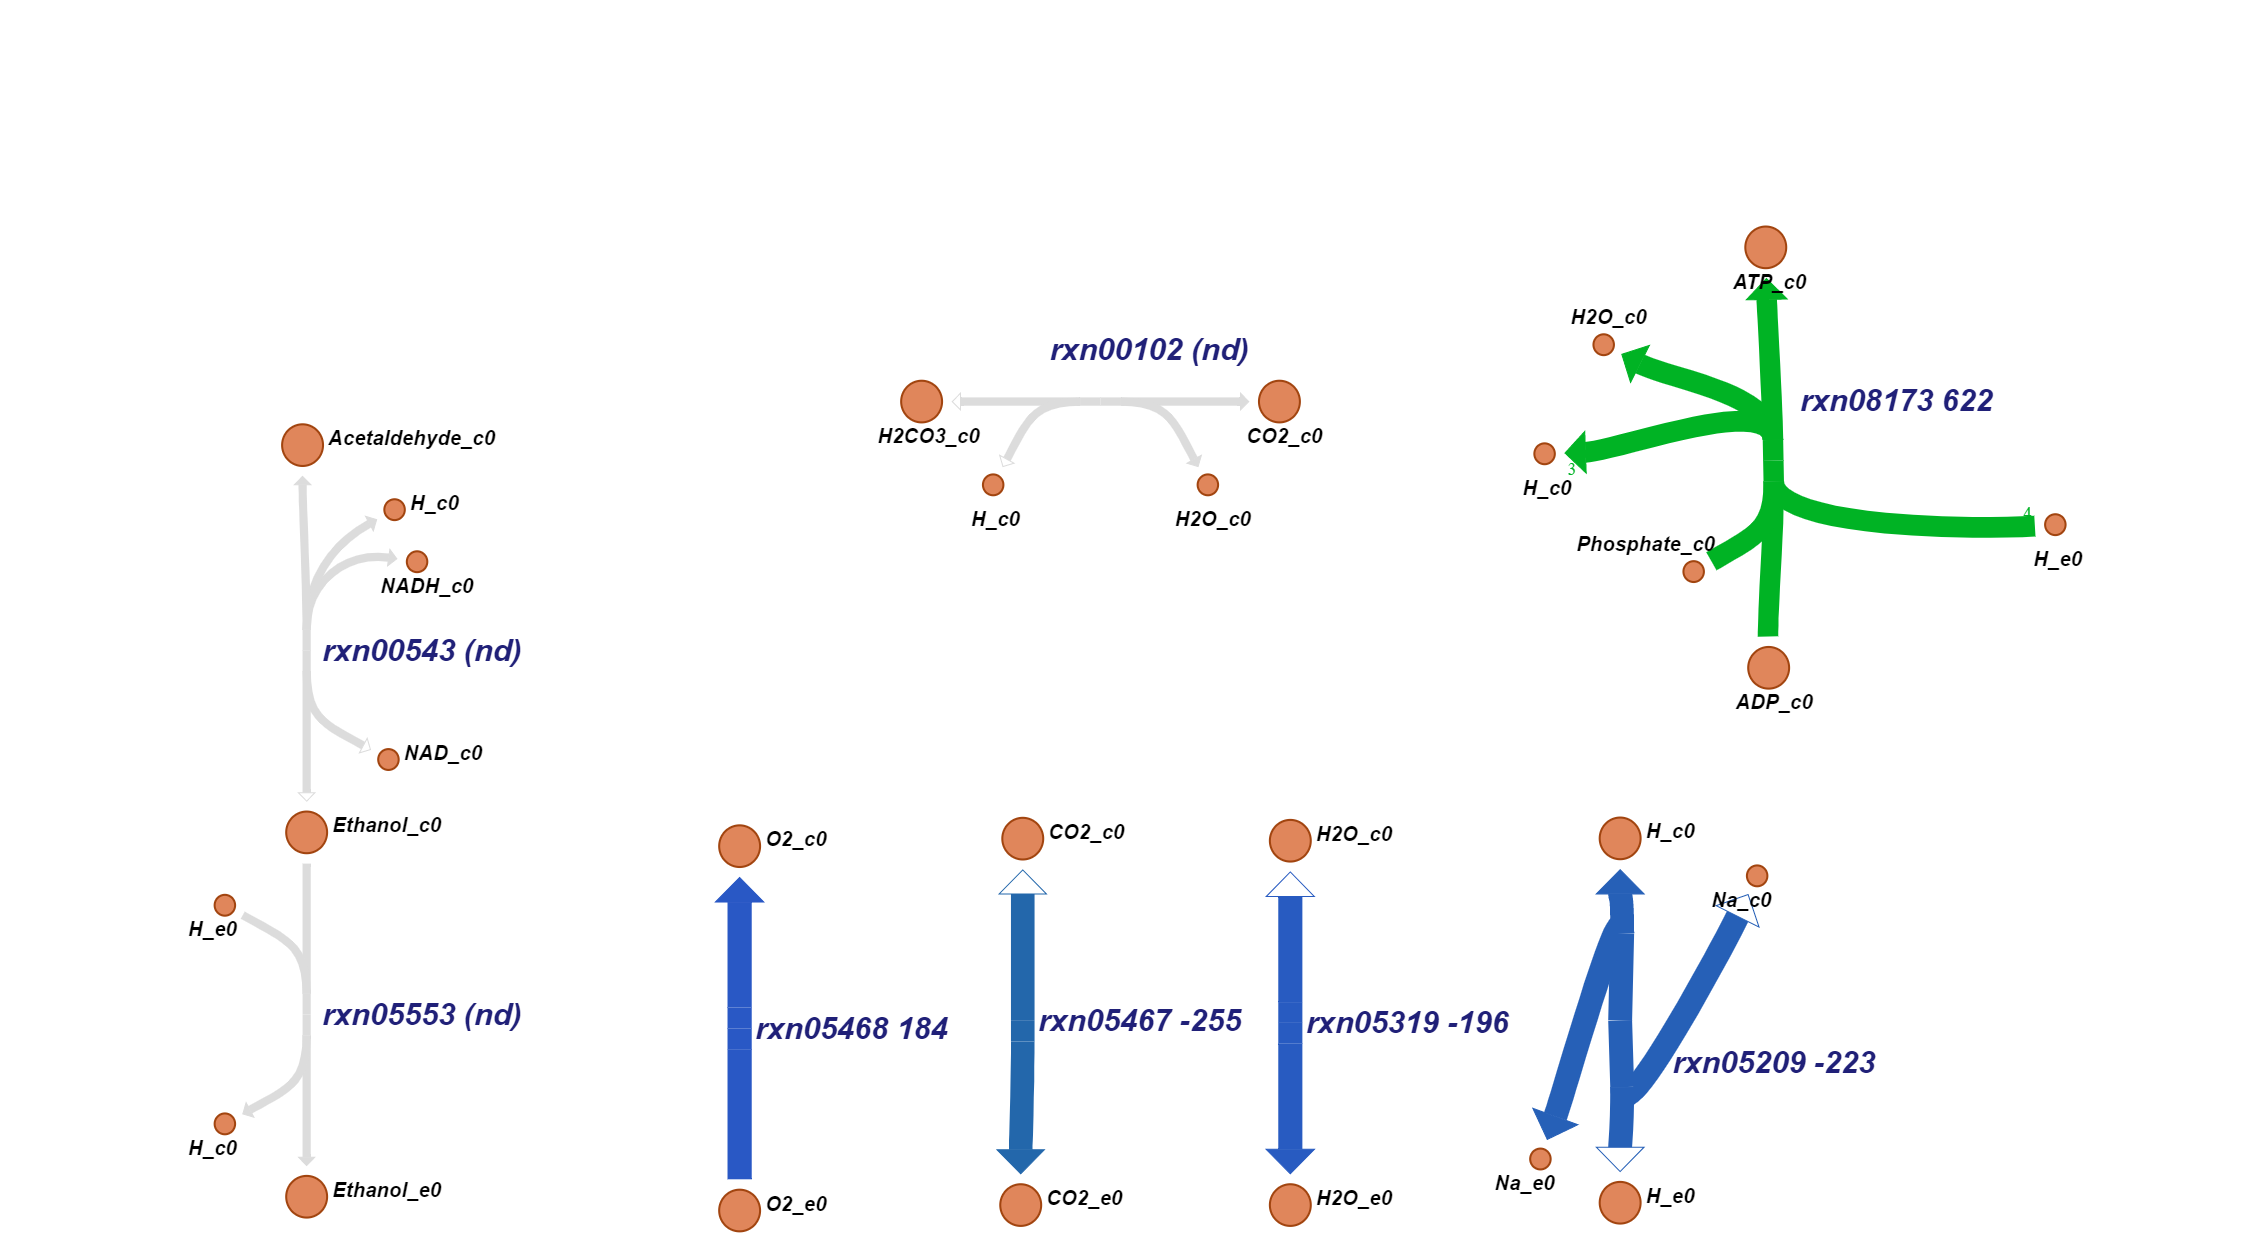 ATP_c0
H2O_c0
rxn00102 (nd)
rxn08173 622
H2CO3_c0
CO2_c0
Acetaldehyde_c0
3
H_c0
H_c0
4
H_c0
H2O_c0
Phosphate_c0
H_e0
NADH_c0
rxn00543 (nd)
ADP_c0
NAD_c0
Ethanol_c0
O2_c0
CO2_c0
H2O_c0
H_c0
Na_c0
H_e0
rxn05553 (nd)
rxn05468 184
rxn05467 -255
rxn05319 -196
rxn05209 -223
H_c0
Ethanol_e0
O2_e0
CO2_e0
H2O_e0
Na_e0
H_e0